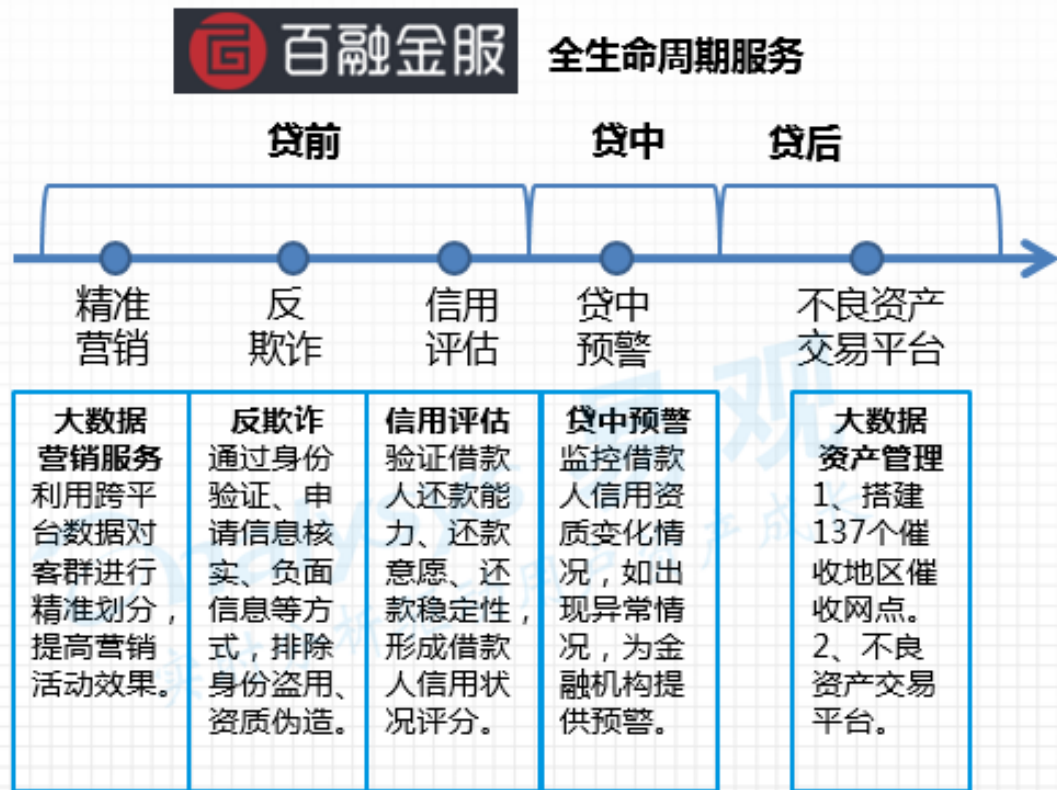 百融金服 全生命周期服务
贷前 贷中 贷后
精准
营销
反
欺诈
信用
评估
贷中
预警
不良资产
交易平台
大数据
营销服务
利用跨平
台数据对
客群进行
精准划分，
提高营销
活动效果。
反欺诈
通过身份
验证、申
请信息核
实、负面
信息等方
式，排除
身份盗用、
资质伪造。
信用评估
验证借款
人还款能
力、还款
意愿、还
款稳定性，
形成借款
人信用状
况评分。
贷中预警
监控借款
人信用资
质变化情
况，如出
现异常情
况，为金
融机构提
供预警。
大数据
资产管理
1、搭建
137个催
收地区催
收网点。
2、不良
资产交易
平台。
analysys 易观